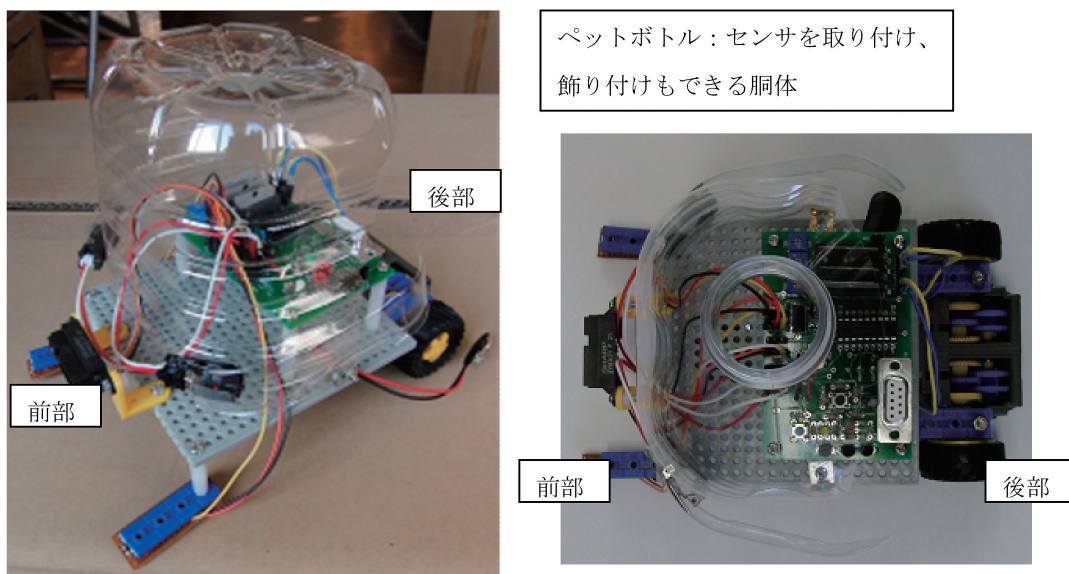 ペットボトル：センサを取り付け、
飾り付けもできる胴体
後部
前部
前部
後部